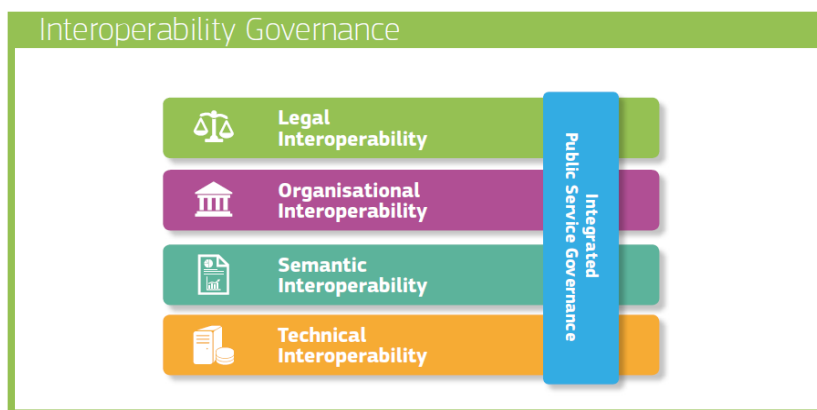 Interoperability Governance
Legal
Interoperability
Organisational
Interoperability
Semantic
Interoperability
Technical
Interoperability
Integrated
Public Service Governance